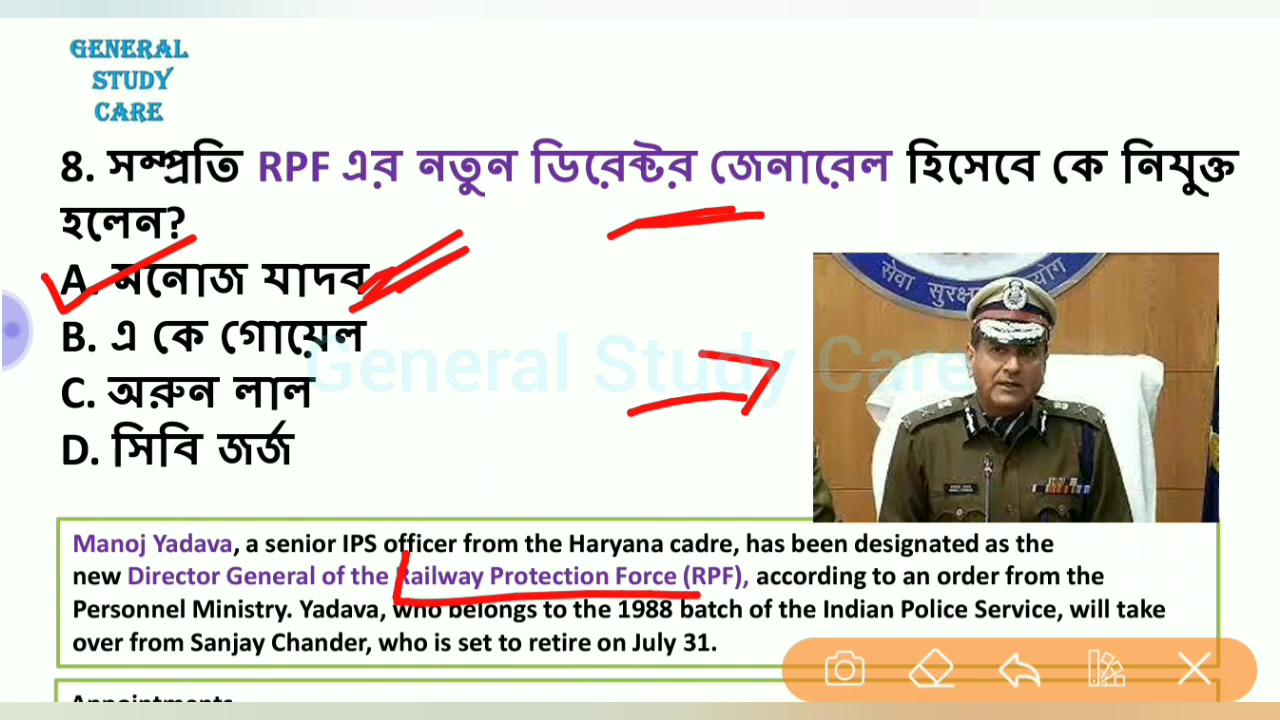 GENERAL
STUDY
CARE
8. সম্প্রতি RPF এর নতুন ডিরেক্টর জেনারেল হিসেবে কে নিযুক্ত
হলেন?
A. মনোজ যাদব
B. এ কে গোয়েল
C. অরুন লাল
D. সিবি জর্জ
General Study Care
सेवा सुरक्षा
Manoj Yadava, a senior IPS officer from the Haryana cadre, has been designated as the
new Director General of the Railway Protection Force (RPF), according to an order from the
Personnel Ministry. Yadava, who belongs to the 1988 batch of the Indian Police Service, will take
over from Sanjay Chander, who is set to retire on July 31.
Appointments